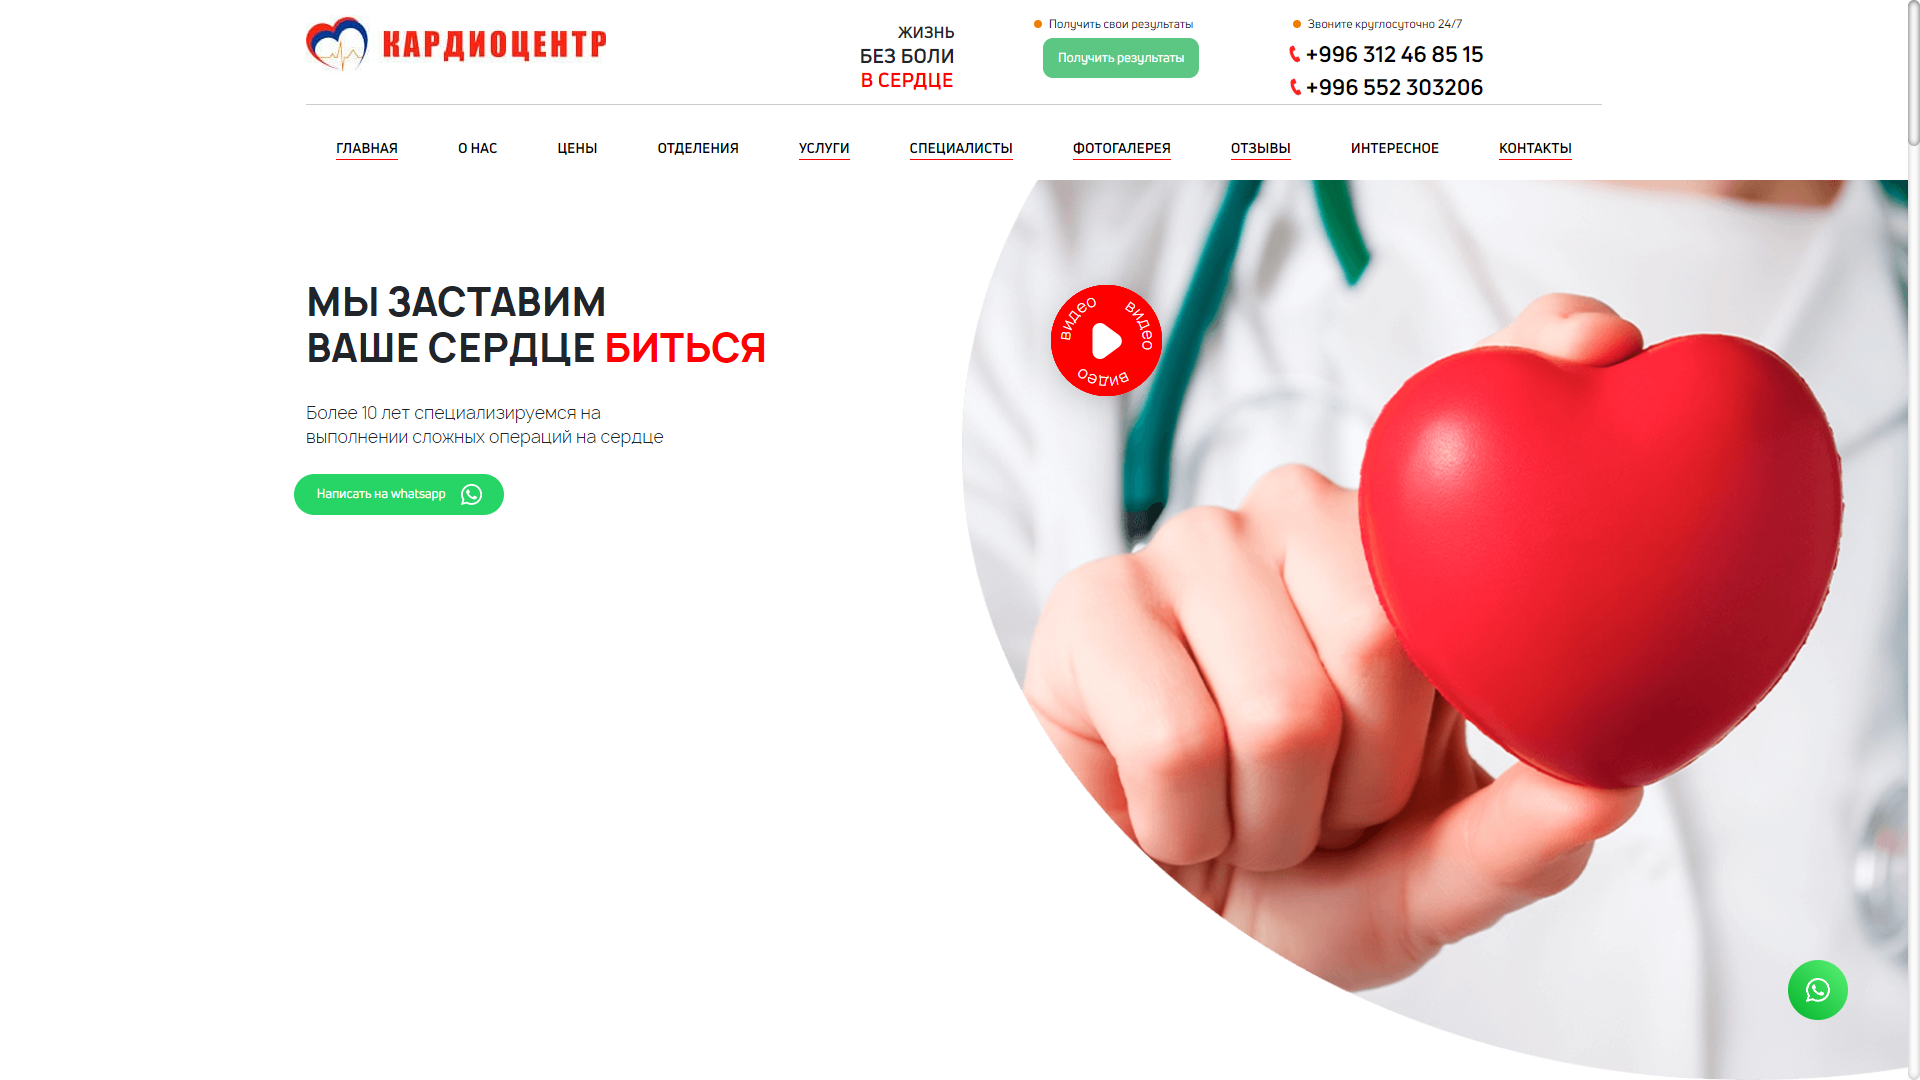 КАРДИОЦЕНТР
ЖИЗНЬ
БЕЗ БОЛИ
В СЕРДЦЕ
Получить свои результаты
Получить результаты
Звоните круглосуточно 24/7
+996 312 46 85 15
+996 552 303206
ГЛАВНАЯ
О НАС
ЦЕНЫ
ОТДЕЛЕНИЯ
УСЛУГИ
СПЕЦИАЛИСТЫ
ФОТОГАЛЕРЕЯ
ОТЗЫВЫ
ИНТЕРЕСНОЕ
КОНТАКТЫ
МЫ ЗАСТАВИМ
ВАШЕ СЕРДЦЕ БИТЬСЯ
Более 10 лет специализируемся на
выполнении сложных операций на сердце
Написать на whatsapp
видео
видео
видео